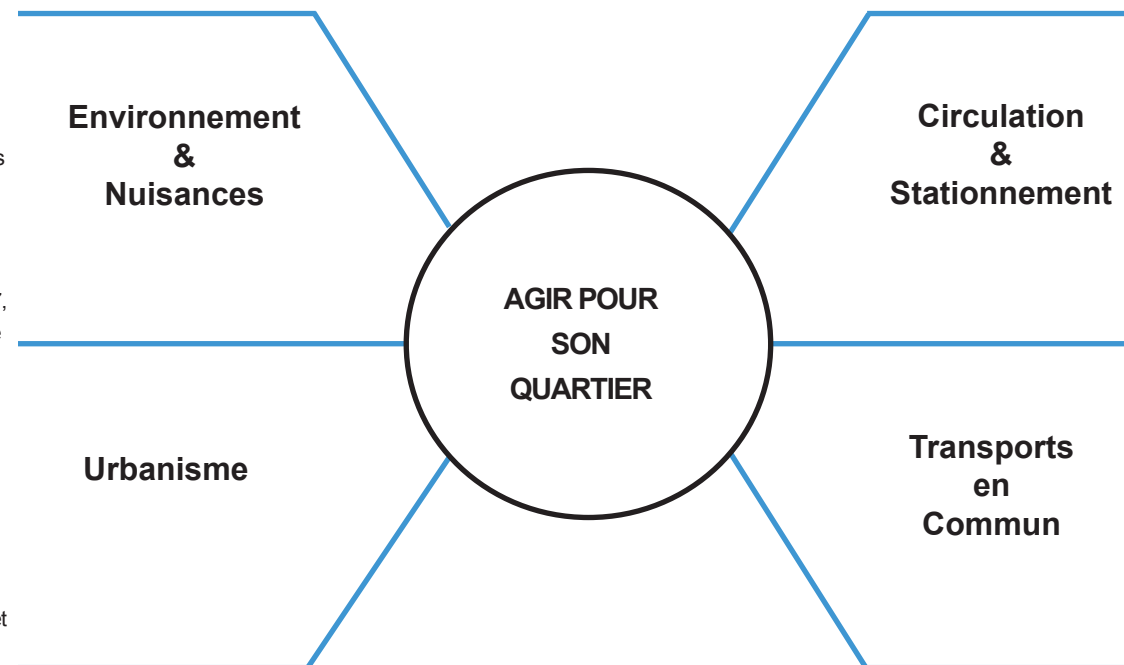 Environnement
&
Nuisances
Circulation
&
Stationnement
AGIR POUR
SON
QUARTIER
Urbanisme
Transports
en
Commun